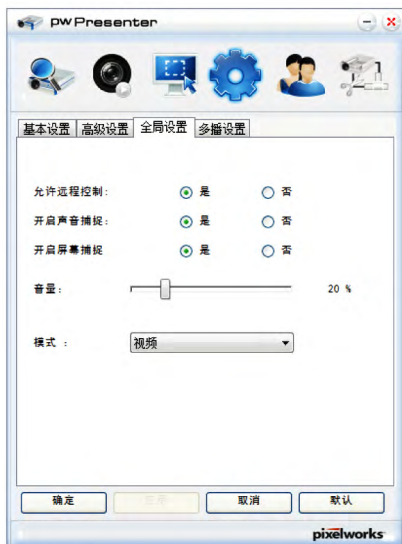 pwPresenter
基本设置 高级设置 全局设置 多播设置
允许远程控制: 是 否
开启声音捕捉: 是 否
开启屏幕捕捉 是 否
音量: 20 %
模式 : 视频
确定 取消 默认
pixelworks